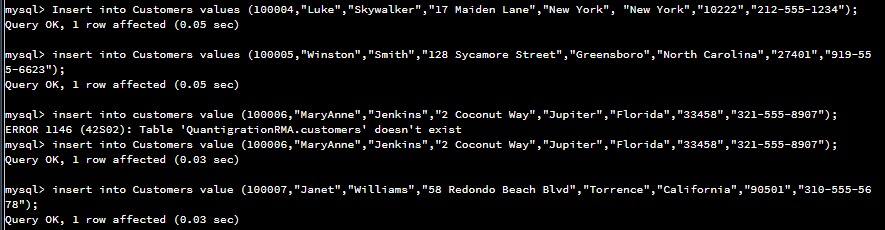 mysql> Insert into Customers values (100004,"Luke","Skywalker","17 Maiden Lane","New York", "New York","10222","212-555-1234");
Query OK, 1 row affected (0.05 sec)
mysql> insert into Customers values (100005,"Winston","Smith","128 Sycamore Street","Greensboro","North Carolina","27401","919-55
5-6623");
Query OK, 1 row affected (0.05 sec)
mysql> insert into customers value (100006,"MaryAnne","Jenkins","2 Coconut Way","Jupiter","Florida","33458","321-555-8907");
ERROR 1146 (42S02): Table 'QuantigrationRMA.customers' doesn't exist
mysql> insert into Customers value (100006,"MaryAnne","Jenkins","2 Coconut Way","Jupiter","Florida","33458","321-555-8907");
Query OK, 1 row affected (0.03 sec)
mysql> insert into Customers value (100007,"Janet","Williams","58 Redondo Beach Blvd","Torrence","California","90501","310-555-56
78");
Query OK, 1 row affected (0.03 sec)